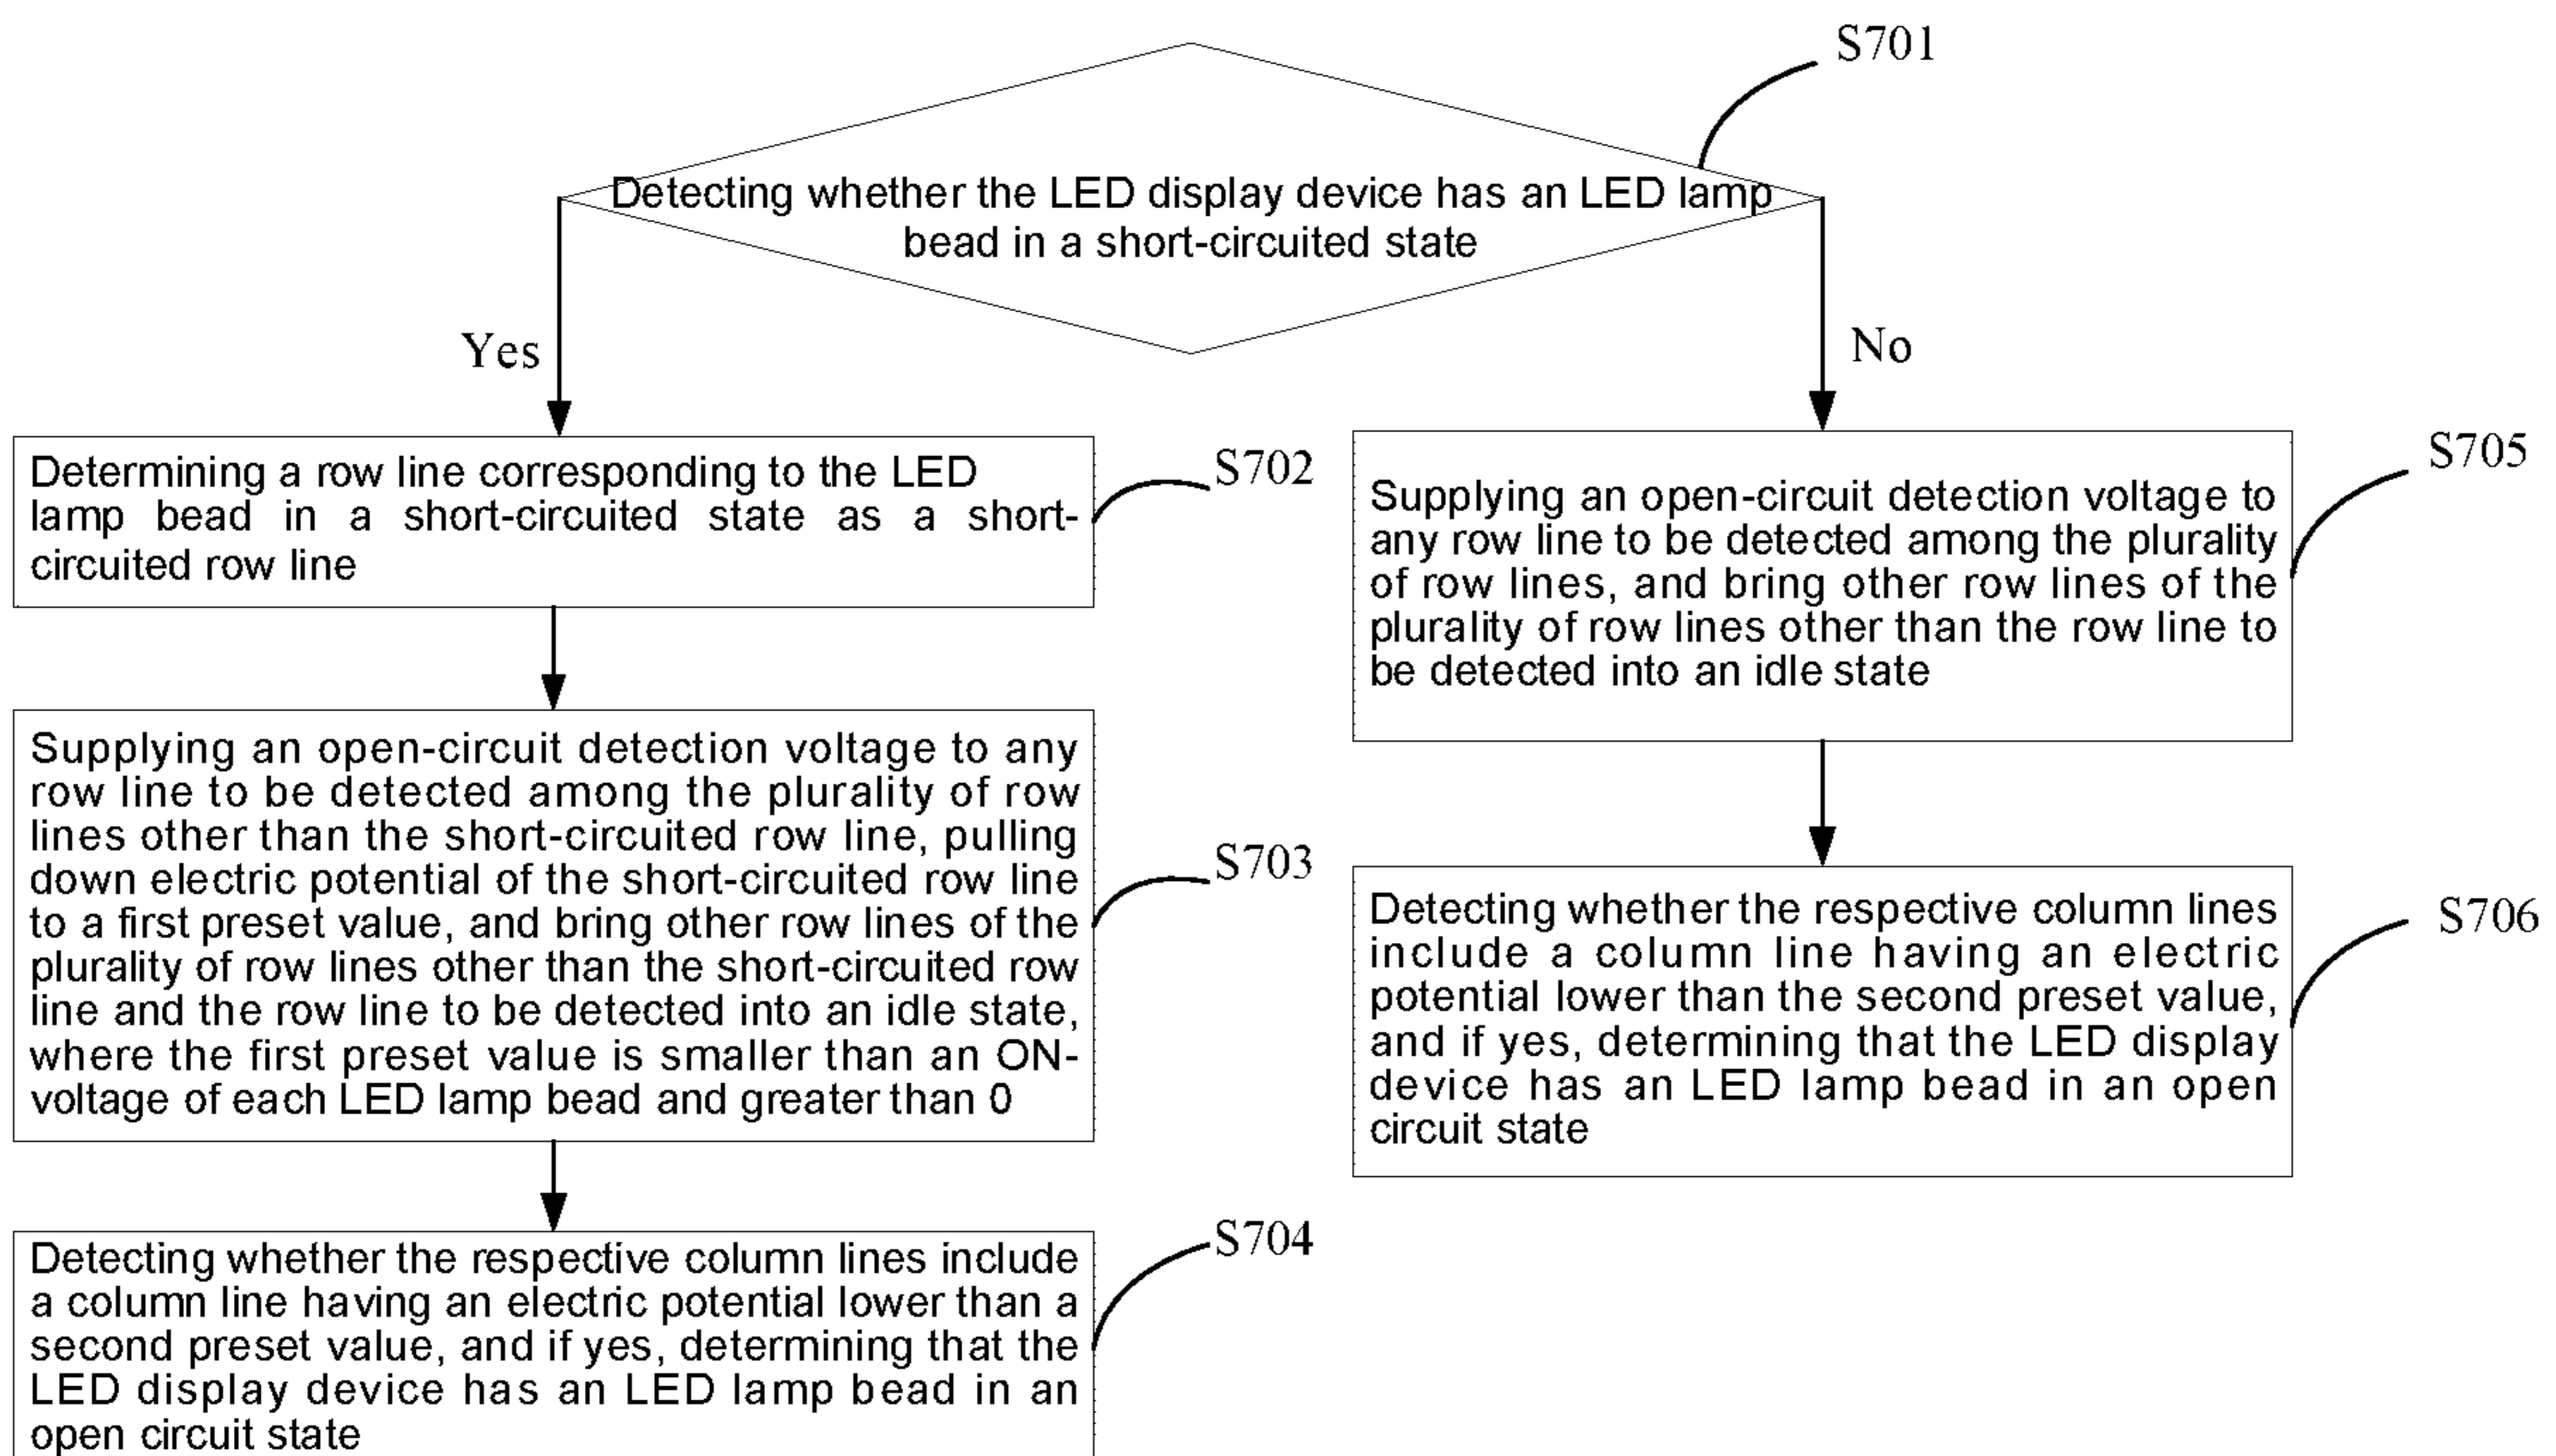 S701
Detecting whether the LED display device has an LED lamp
bead in a short-circuited state
Yes
No
Determining a row line corresponding to the LED
lamp bead in a short-circuited state as a short-
circuited row line
S702
Supplying an open-circuit detection voltage to any
row line to be detected among the plurality of row
lines other than the short-circuited row line, pulling
down electric potential of the short-circuited row line
to a first preset value, and bring other row lines of the
plurality of row lines other than the short-circuited row
line and the row line to be detected into an idle state,
where the first preset value is smaller than an ON-
voltage of each LED lamp bead and greater than 0
S703
Detecting whether the respective column lines include
a column line having an electric potential lower than a
second preset value, and if yes, determining that the
LED display device has an LED lamp bead in an
open circuit state
S704
Supplying an open-circuit detection voltage to
any row line to be detected among the plurality
of row lines, and bring other row lines of the
plurality of row lines other than the row line to
be detected into an idle state
S705
Detecting whether the respective column lines
include a column line having an electric
potential lower than the second preset value,
and if yes, determining that the LED display
device has an LED lamp bead in an open
circuit state
S706